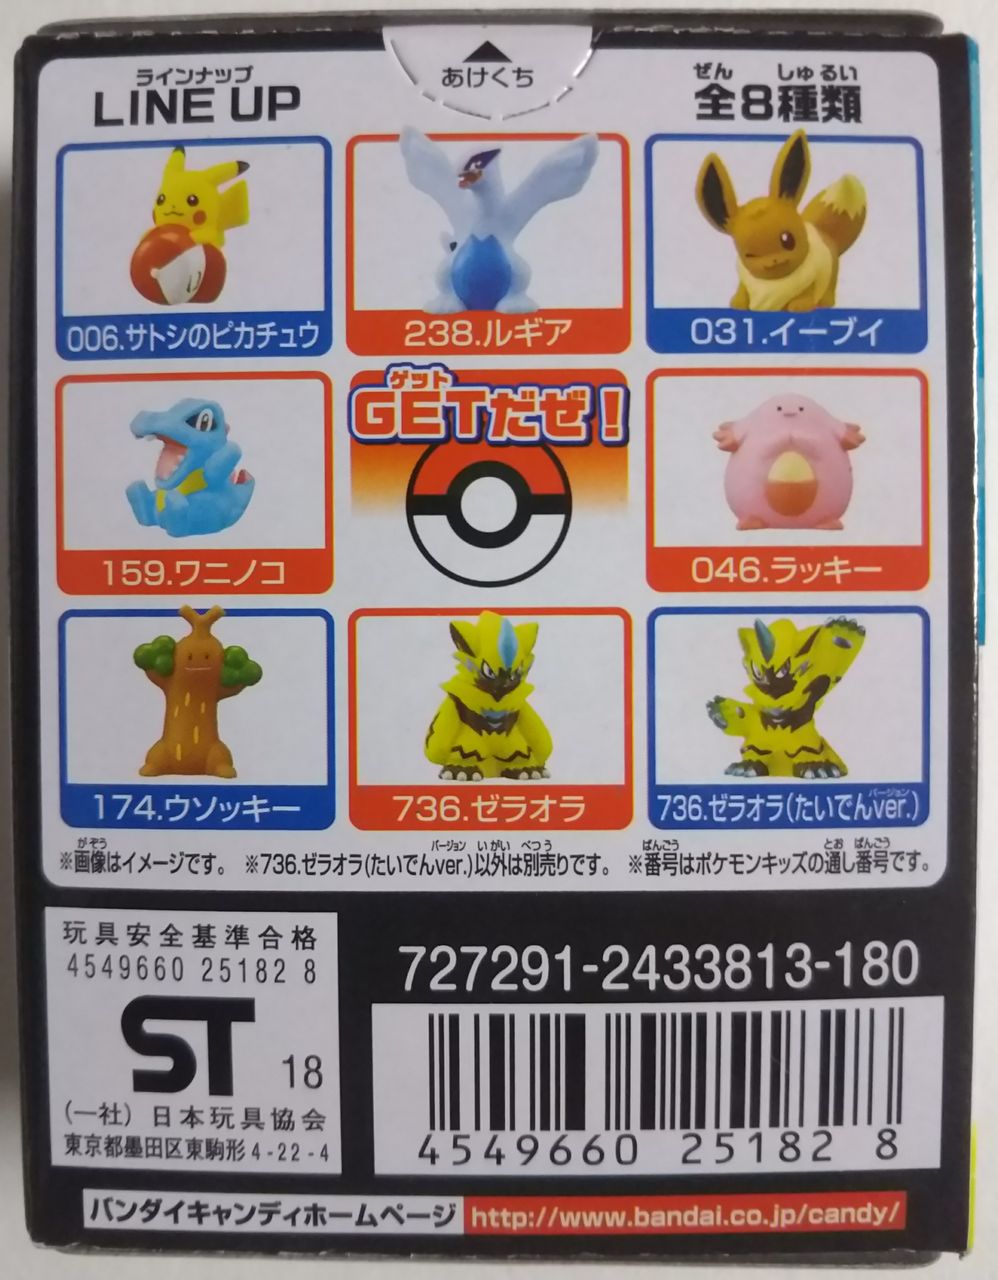 あけくち
ラインナップ
LINE UP
ぜん しゅるい
全8種類
006.サトシのピカチュウ
238.ルギア
031.イーブイ
159.ワニノコ
ゲット
GETだぜ!
046.ラッキー
174.ウソッキー
736.ゼラオラ
バージョン
736.ゼラオラ(たいでんver.)
がぞう バージョン いがい べつう ばんごう とお ばんごう
※画像はイメージです。 ※736.ゼラオラ(たいでんver.)以外は別売りです。 ※番号はポケモンキッズの通し番号です。
玩具安全基準合格
4549660 25182 8
ST 18
(一社) 日本玩具協会
東京都墨田区東駒形4-22-4
727291-2433813-180
4549660 25182 8
バンダイキャンディホームページ http://www.bandai.co.jp/candy/